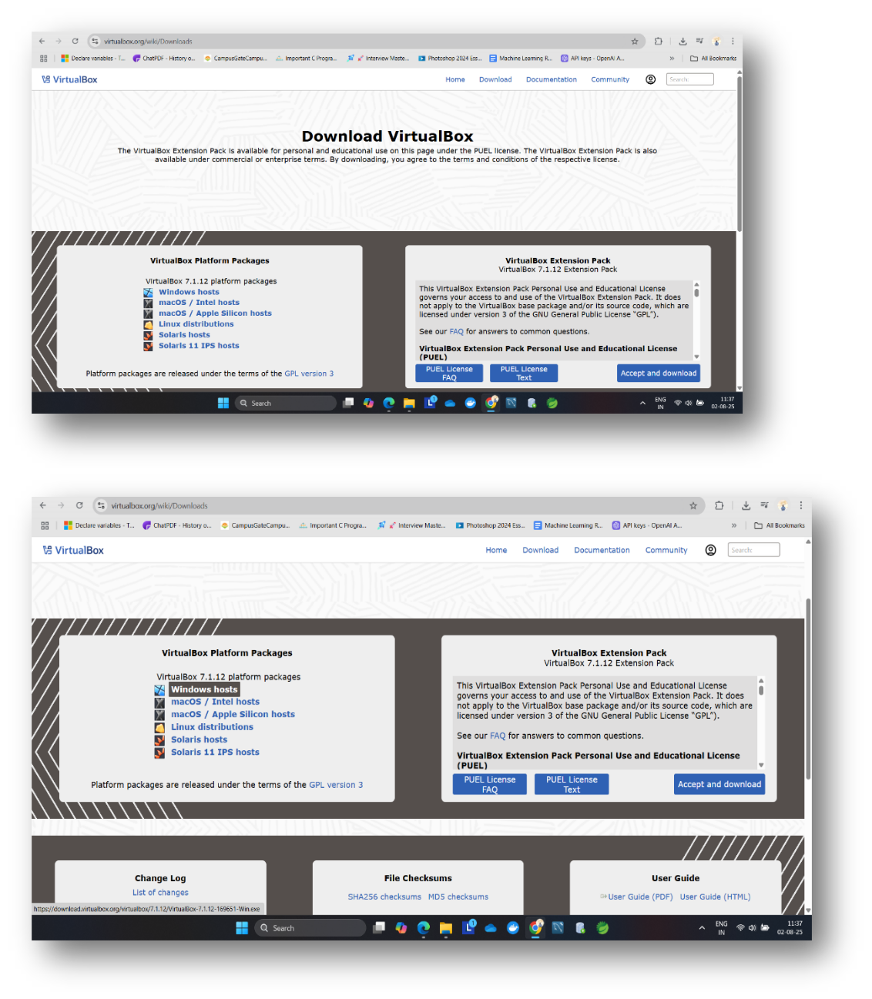 virtualbox.org/wiki/Downloads
Declare variables - T...
ChatPDF - History o...
CampusGateCampu...
Important C Progra...
Interview Maste...
Photoshop 2024 Ess...
Machine Learning R...
API keys - OpenAI A...
All Bookmarks
VirtualBox
Home
Download
Documentation
Community
Search:
Download VirtualBox
The VirtualBox Extension Pack is available for personal and educational use on this page under the PUEL license. The VirtualBox Extension Pack is also
available under commercial or enterprise terms. By downloading, you agree to the terms and conditions of the respective license.
VirtualBox Platform Packages
VirtualBox 7.1.12 platform packages
Windows hosts
macOS / Intel hosts
macOS / Apple Silicon hosts
Linux distributions
Solaris hosts
Solaris 11 IPS hosts
Platform packages are released under the terms of the GPL version 3
VirtualBox Extension Pack
VirtualBox 7.1.12 Extension Pack
This VirtualBox Extension Pack Personal Use and Educational License
governs your access to and use of the VirtualBox Extension Pack. It does
not apply to the VirtualBox base package and/or its source code, which are
licensed under version 3 of the GNU General Public License “GPL”).
See our FAQ for answers to common questions.
VirtualBox Extension Pack Personal Use and Educational License
(PUEL)
PUEL License
FAQ
PUEL License
Text
Accept and download
Search
ENG
IN
11:37
02-08-25
virtualbox.org/wiki/Downloads
Declare variables - T...
ChatPDF - History o...
CampusGateCampu...
Important C Progra...
Interview Maste...
Photoshop 2024 Ess...
Machine Learning R...
API keys - OpenAI A...
All Bookmarks
VirtualBox
Home
Download
Documentation
Community
Search:
VirtualBox Platform Packages
VirtualBox 7.1.12 platform packages
Windows hosts
macOS / Intel hosts
macOS / Apple Silicon hosts
Linux distributions
Solaris hosts
Solaris 11 IPS hosts
Platform packages are released under the terms of the GPL version 3
VirtualBox Extension Pack
VirtualBox 7.1.12 Extension Pack
This VirtualBox Extension Pack Personal Use and Educational License
governs your access to and use of the VirtualBox Extension Pack. It does
not apply to the VirtualBox base package and/or its source code, which are
licensed under version 3 of the GNU General Public License “GPL”).
See our FAQ for answers to common questions.
VirtualBox Extension Pack Personal Use and Educational License
(PUEL)
PUEL License
FAQ
PUEL License
Text
Accept and download
Change Log
List of changes
File Checksums
SHA256 checksums MD5 checksums
User Guide
User Guide (PDF) User Guide (HTML)
https://download.virtualbox.org/virtualbox/7.1.12/VirtualBox-7.1.12-169651-Win.exe
Search
ENG
IN
11:37
02-08-25